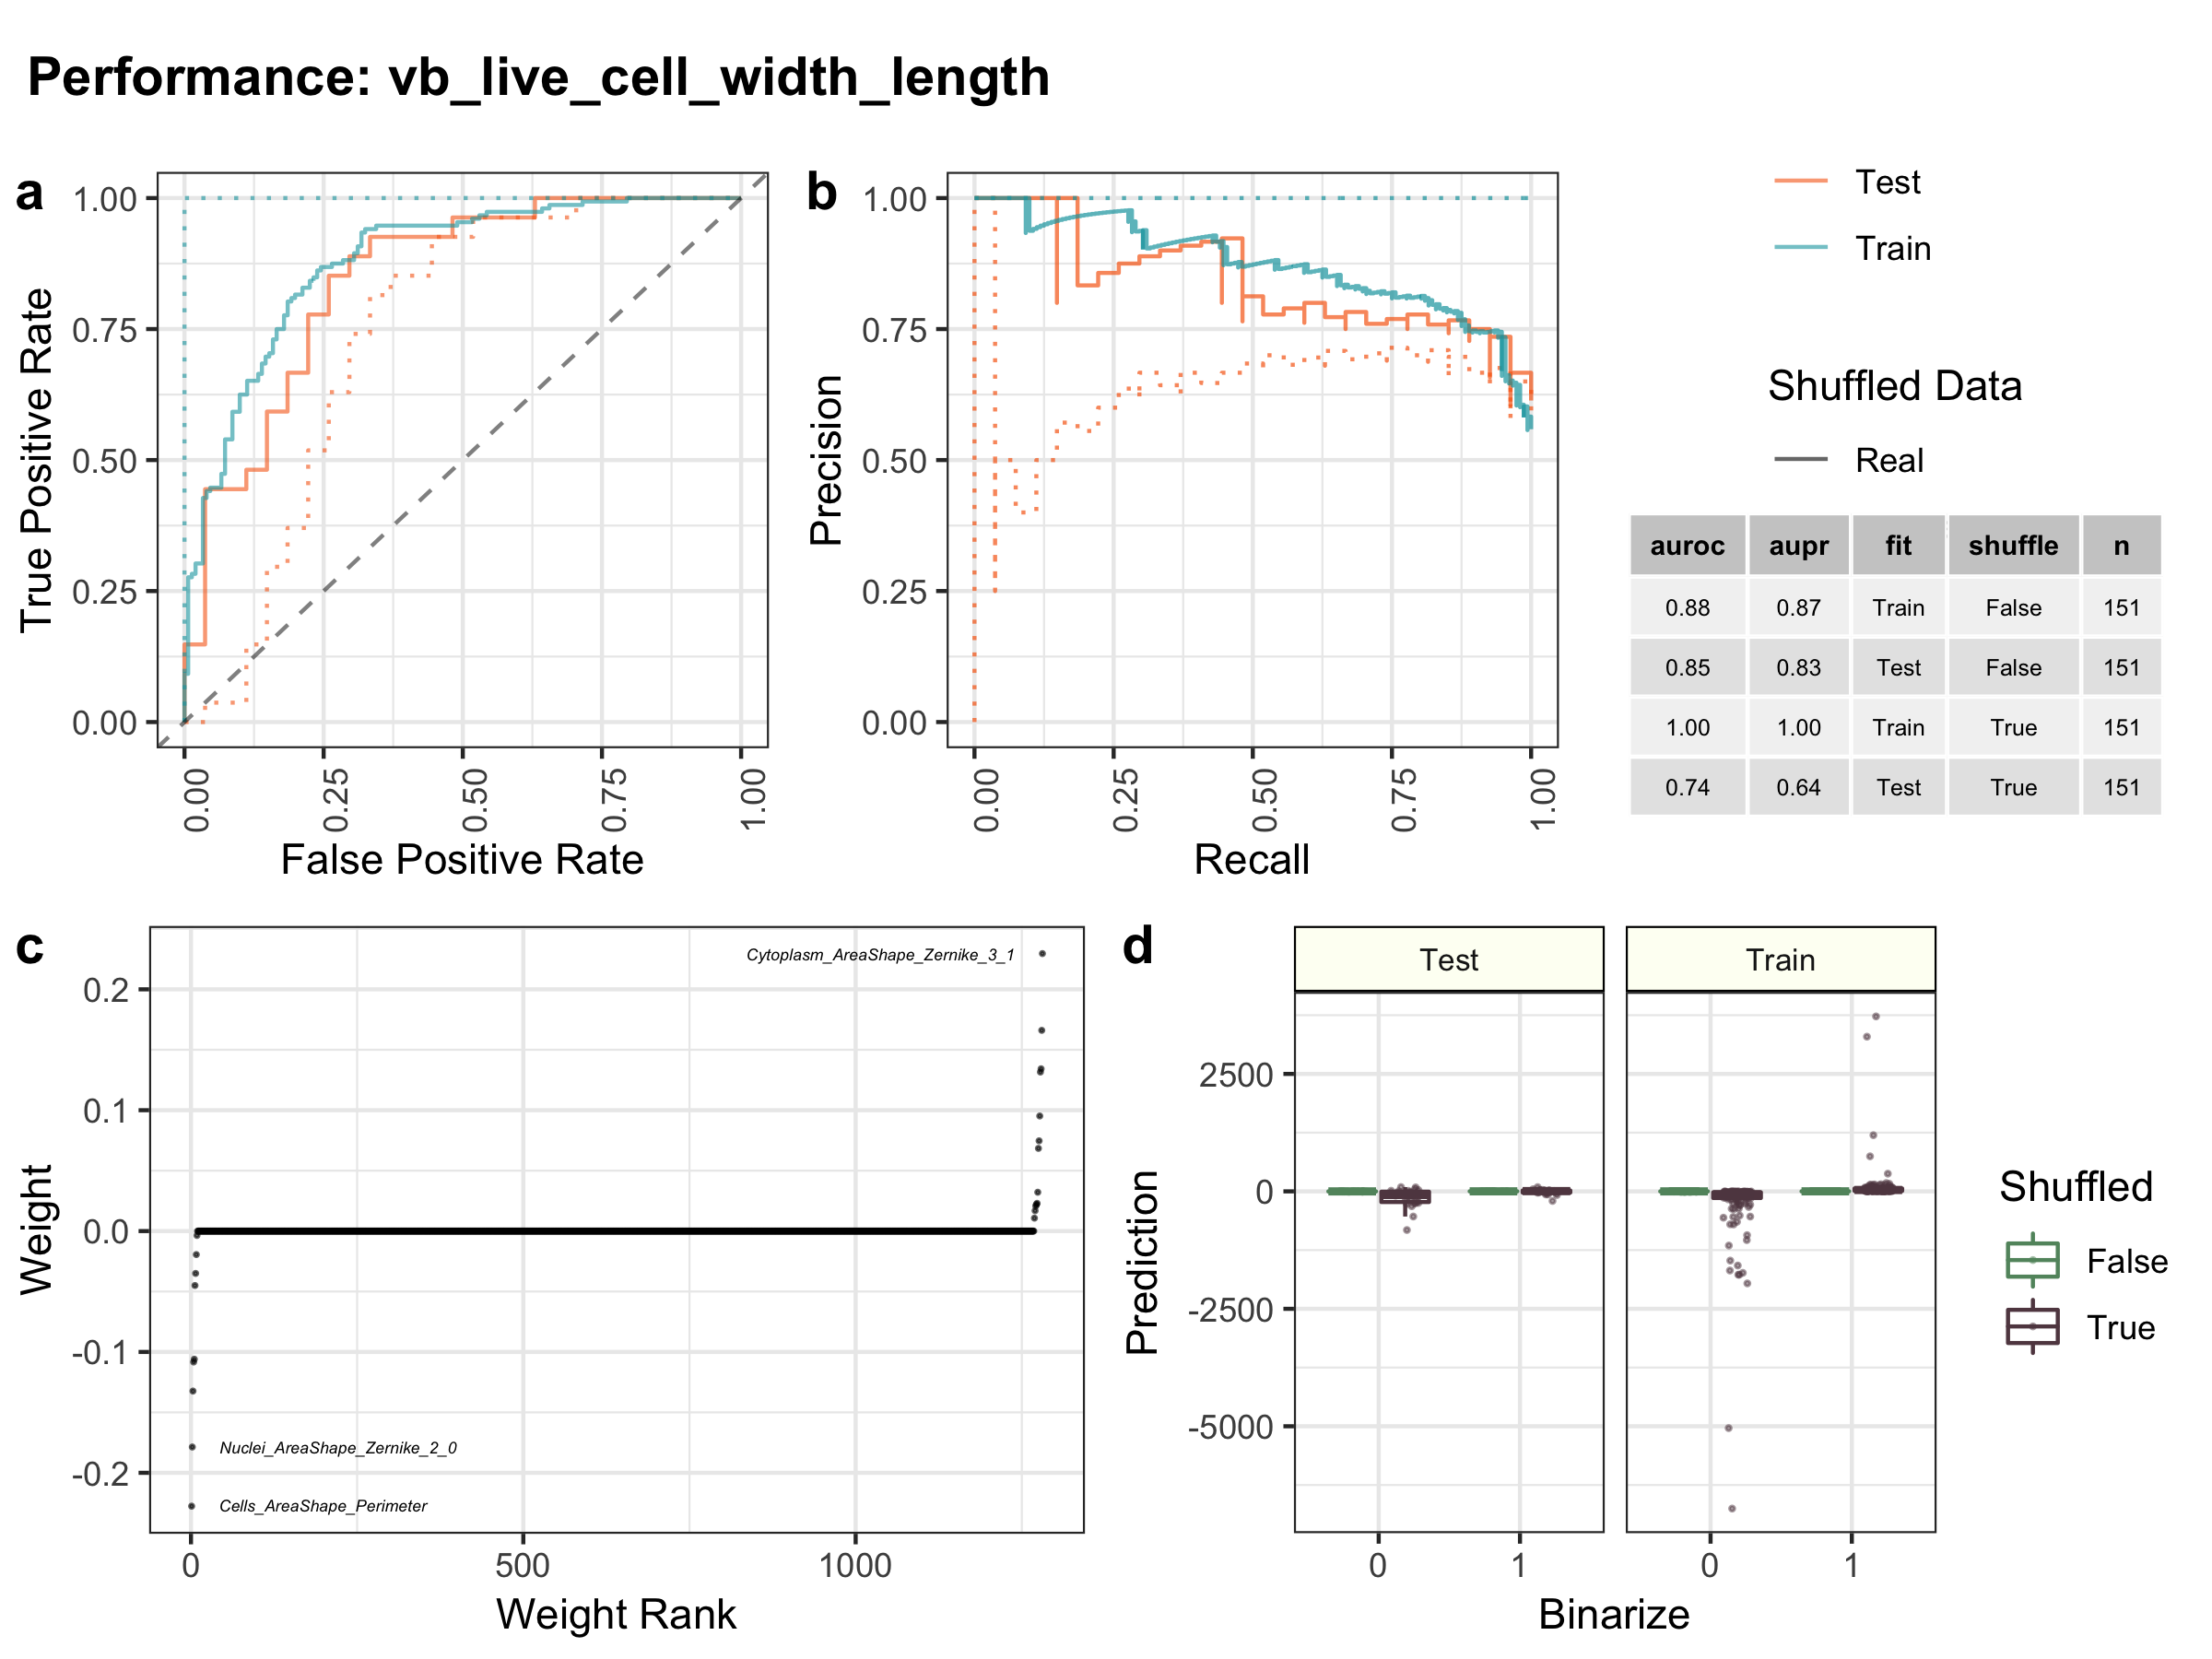 Performance: vb_live_cell_width_length
a
1.00
0.75
0.50
0.25
0.00
True Positive Rate
0.00
0.25
0.50
0.75
1.00
False Positive Rate
b
1.00
0.75
0.50
0.25
0.00
Precision
0.00
0.25
0.50
0.75
1.00
Recall
Test
Train
Shuffled Data
Real
auroc aupr fit shuffle n
0.88 0.87 Train False 151
0.85 0.83 Test False 151
1.00 1.00 Train True 151
0.74 0.64 Test True 151
c
0.2
0.1
0.0
-0.1
-0.2
Weight
Cytoplasm_AreaShape_Zernike_3_1
Nuclei_AreaShape_Zernike_2_0
Cells_AreaShape_Perimeter
0 500 1000
Weight Rank
d
Test Train
2500
0
-2500
-5000
Prediction
0 1 0 1
Binarize
Shuffled
False
True